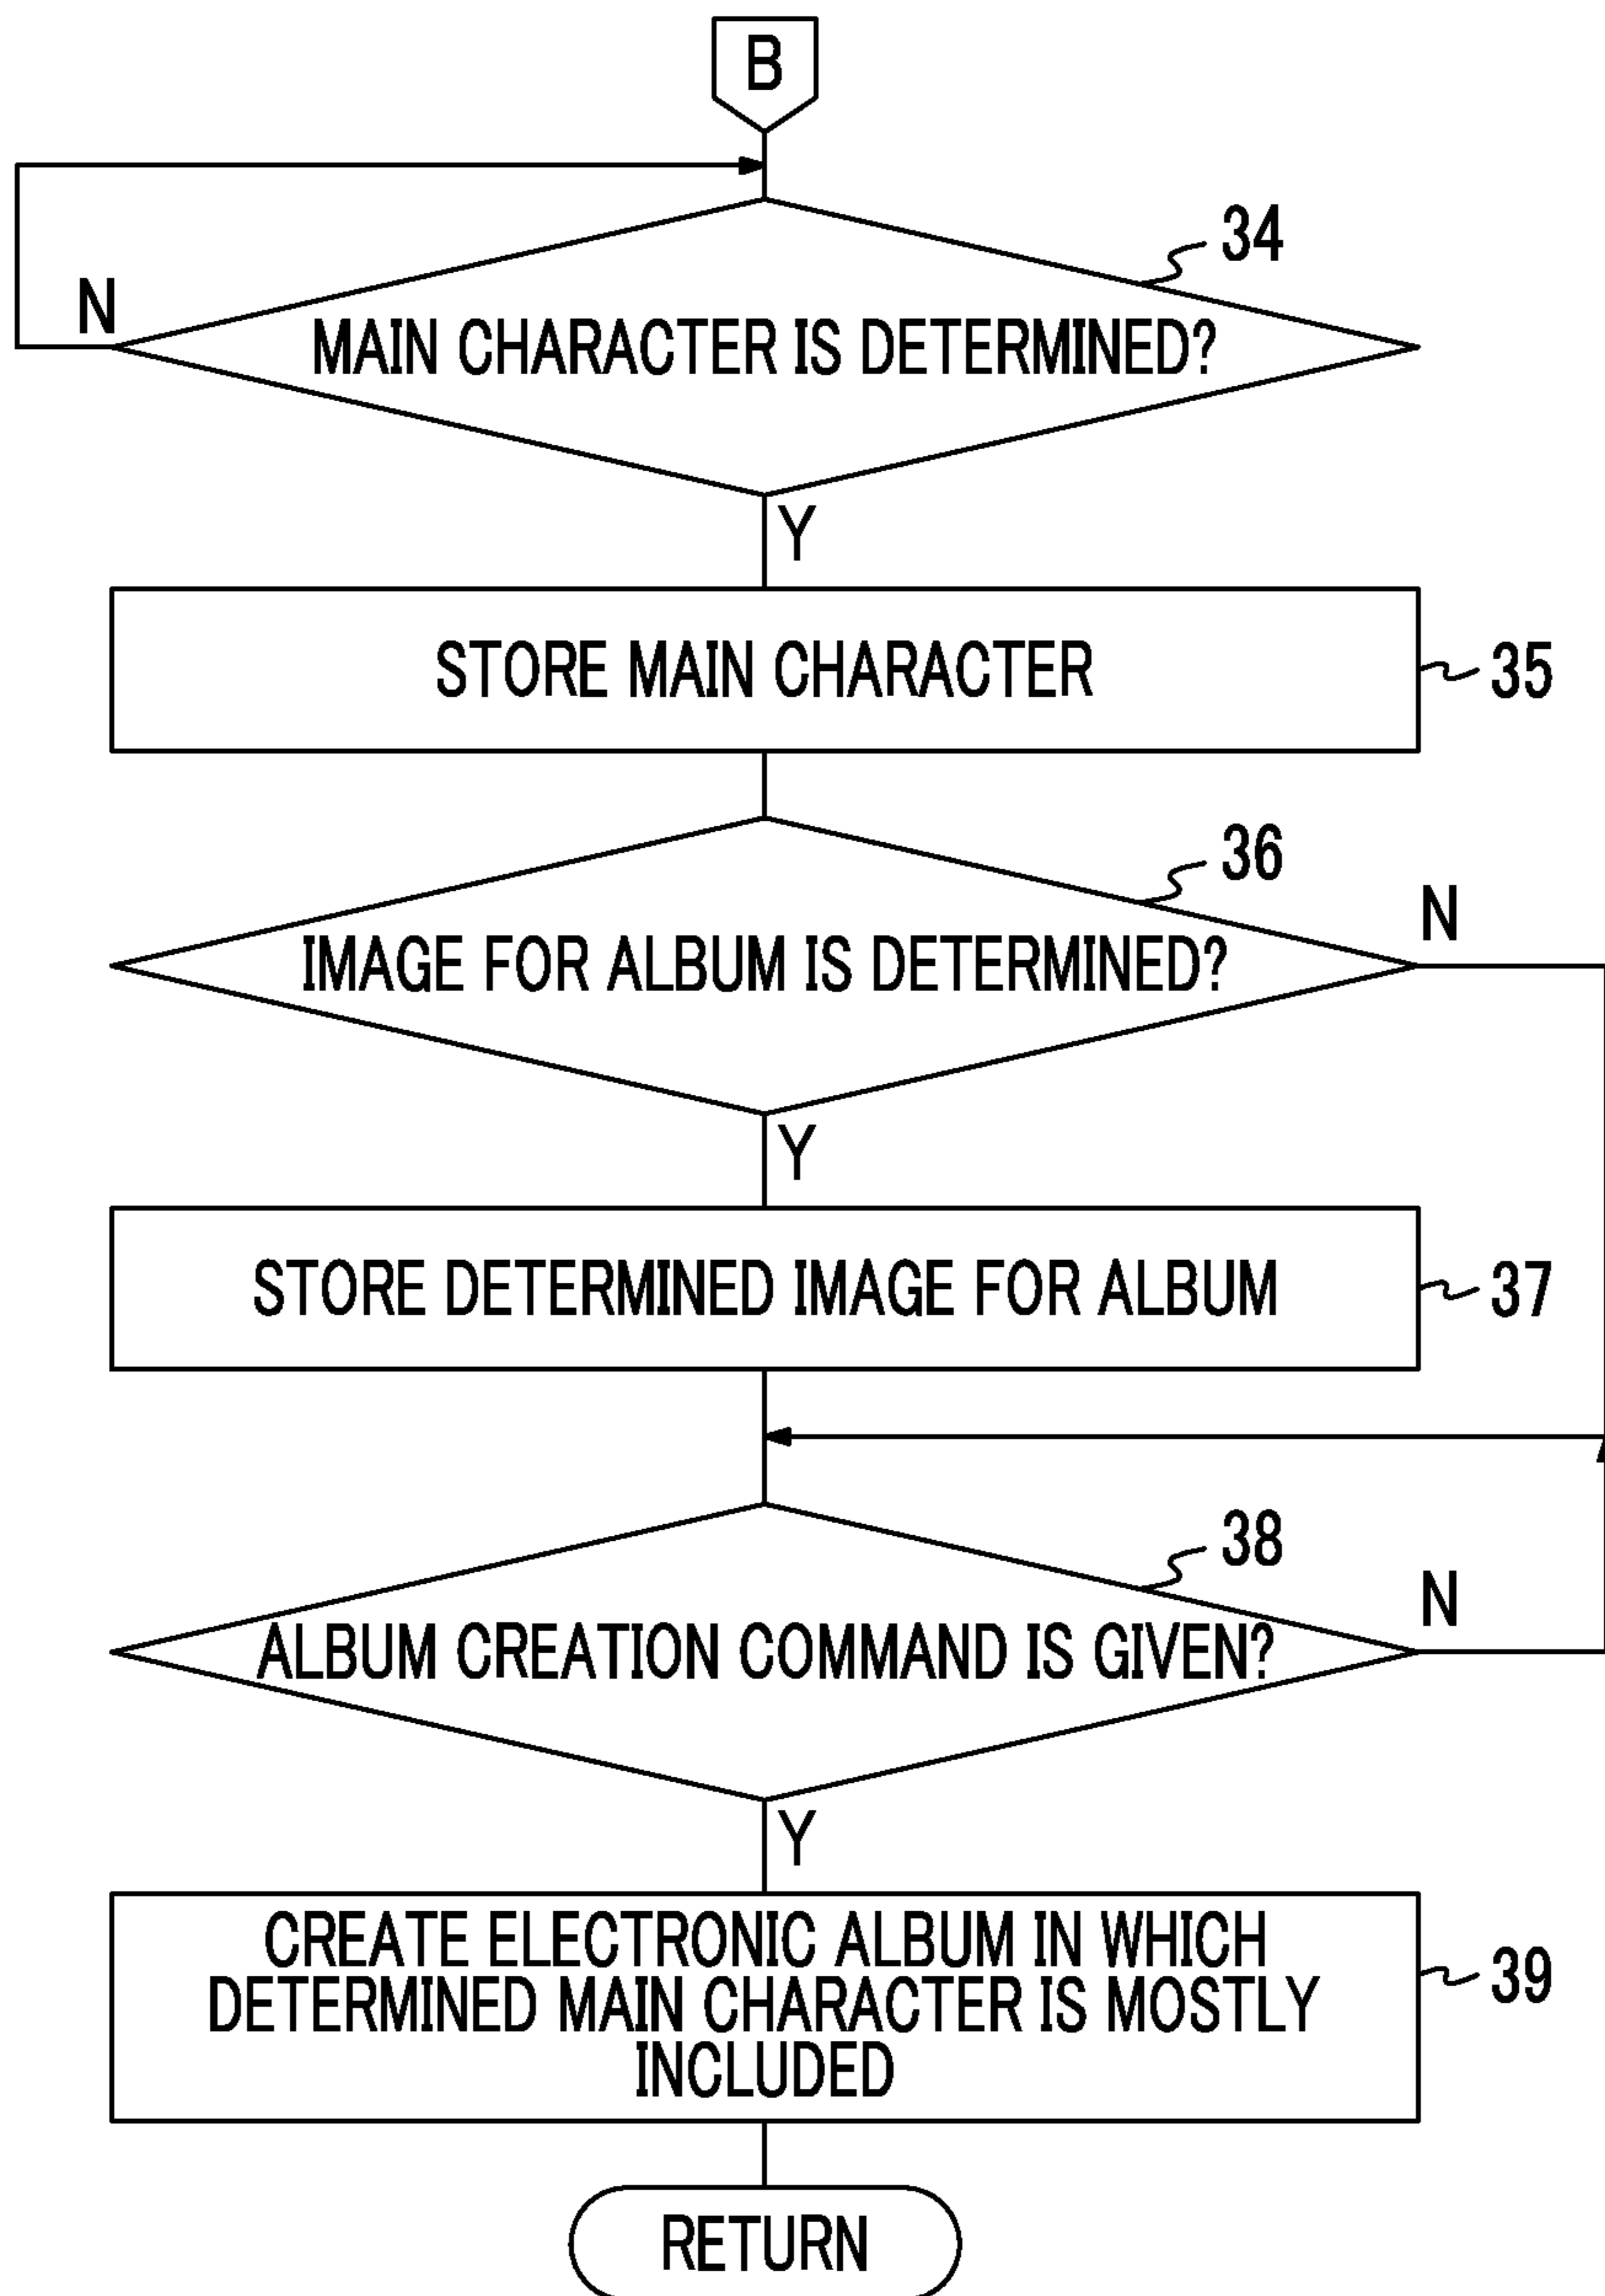 B
34
N
MAIN CHARACTER IS DETERMINED?
Y
STORE MAIN CHARACTER
35
36
N
IMAGE FOR ALBUM IS DETERMINED?
Y
STORE DETERMINED IMAGE FOR ALBUM
37
38
N
ALBUM CREATION COMMAND IS GIVEN?
Y
CREATE ELECTRONIC ALBUM IN WHICH
DETERMINED MAIN CHARACTER IS MOSTLY
INCLUDED
39
RETURN